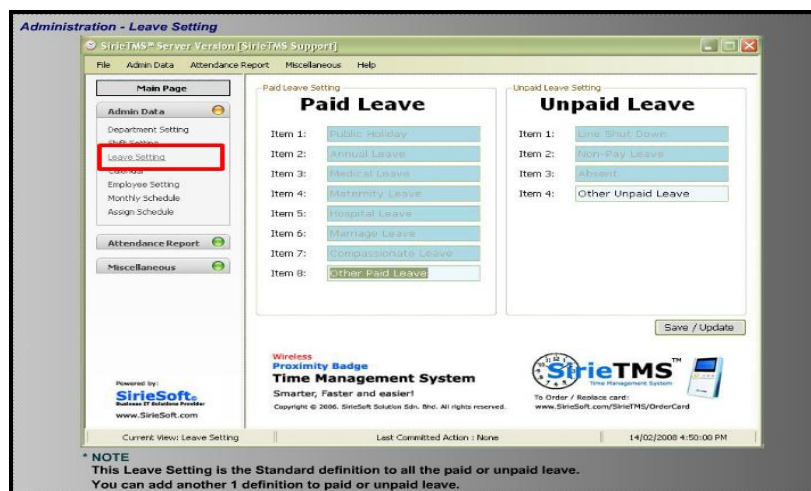 Administration - Leave Setting
SirieTMS™ Server Version [SirieTMS Support]
File Admin Data Attendance Report Miscellaneous Help
Main Page
Admin Data
Department Setting
Shift Setting
Leave Setting
Calendar
Employee Setting
Monthly Schedule
Assign Schedule
Attendance Report
Miscellaneous
Paid Leave Setting
Paid Leave
Item 1: Public Holiday
Item 2: Annual Leave
Item 3: Medical Leave
Item 4: Maternity Leave
Item 5: Hospital Leave
Item 6: Marriage Leave
Item 7: Compassionate Leave
Item 8: Other Paid Leave
Unpaid Leave Setting
Unpaid Leave
Item 1: Line Shut Down
Item 2: Non-Pay Leave
Item 3: Absent
Item 4: Other Unpaid Leave
Save / Update
Powered by:
SirieSoft
Business IT Solutions Provider
www.SirieSoft.com
Wireless
Proximity Badge
Time Management System
Smarter, Faster and easier!
Copyright © 2006. SirieSoft Solution Sdn. Bhd. All rights reserved.
SirieTMS™
Time Management System
To Order / Replace card:
www.SirieSoft.com/SirieTMS/OrderCard
Current View: Leave Setting
Last Committed Action : None
14/02/2008 4:50:00 PM
* NOTE
This Leave Setting is the Standard definition to all the paid or unpaid leave.
You can add another 1 definition to paid or unpaid leave.